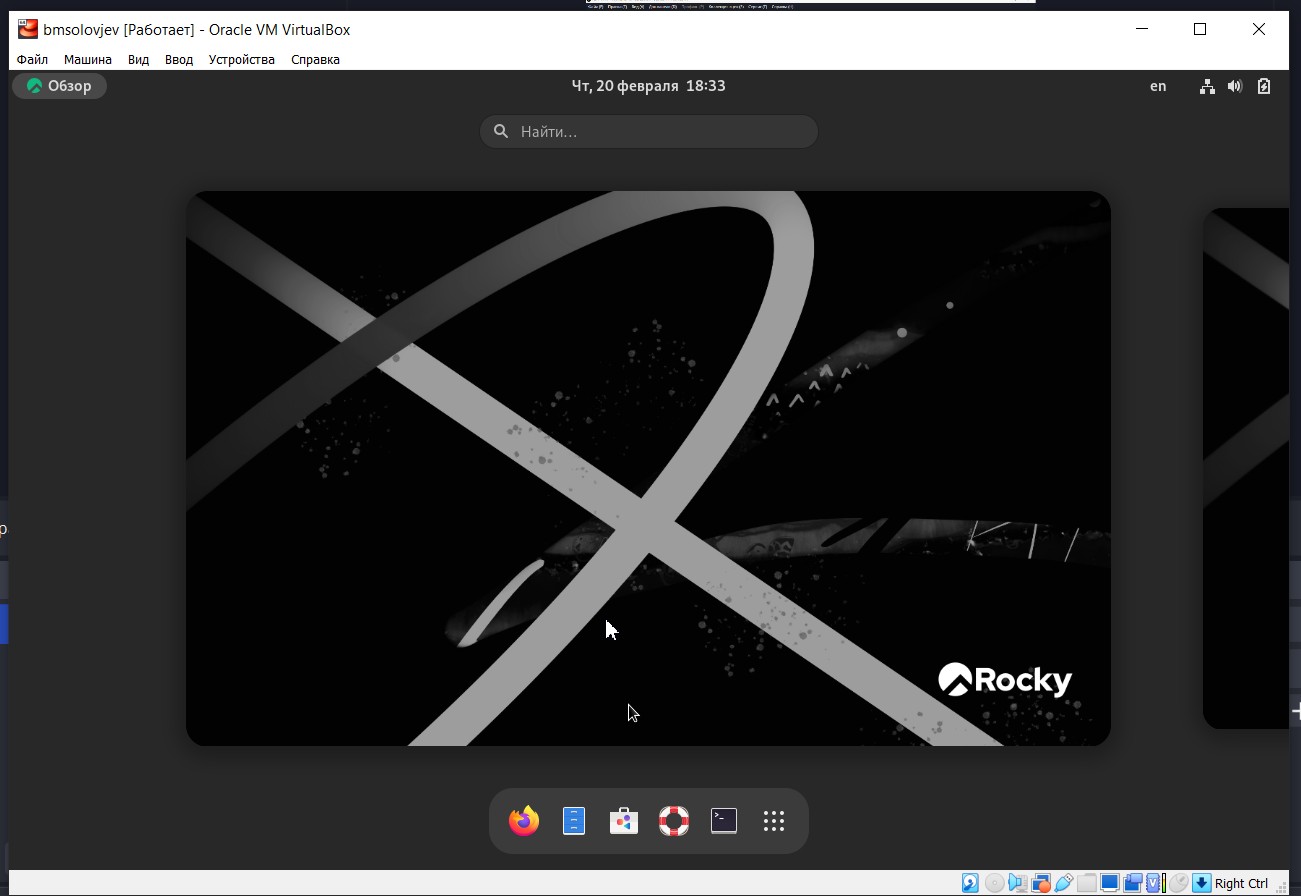 bmsolovjev [Работает] - Oracle VM VirtualBox
Файл Машина Вид Ввод Устройства Справка
Обзор
Чт, 20 февраля 18:33
en
Найти...
Rocky
Right Ctrl